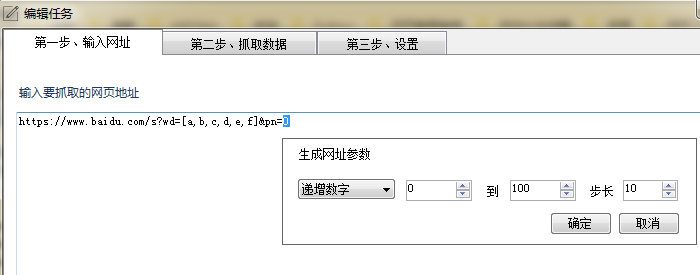 编辑任务
第一步、输入网址 第二步、抓取数据 第三步、设置
输入要抓取的网页地址
https://www.baidu.com/s?wd=[a,b,c,d,e,f]&pn=0
生成网址参数
递增数字 0 到 100 步长 10
确定 取消